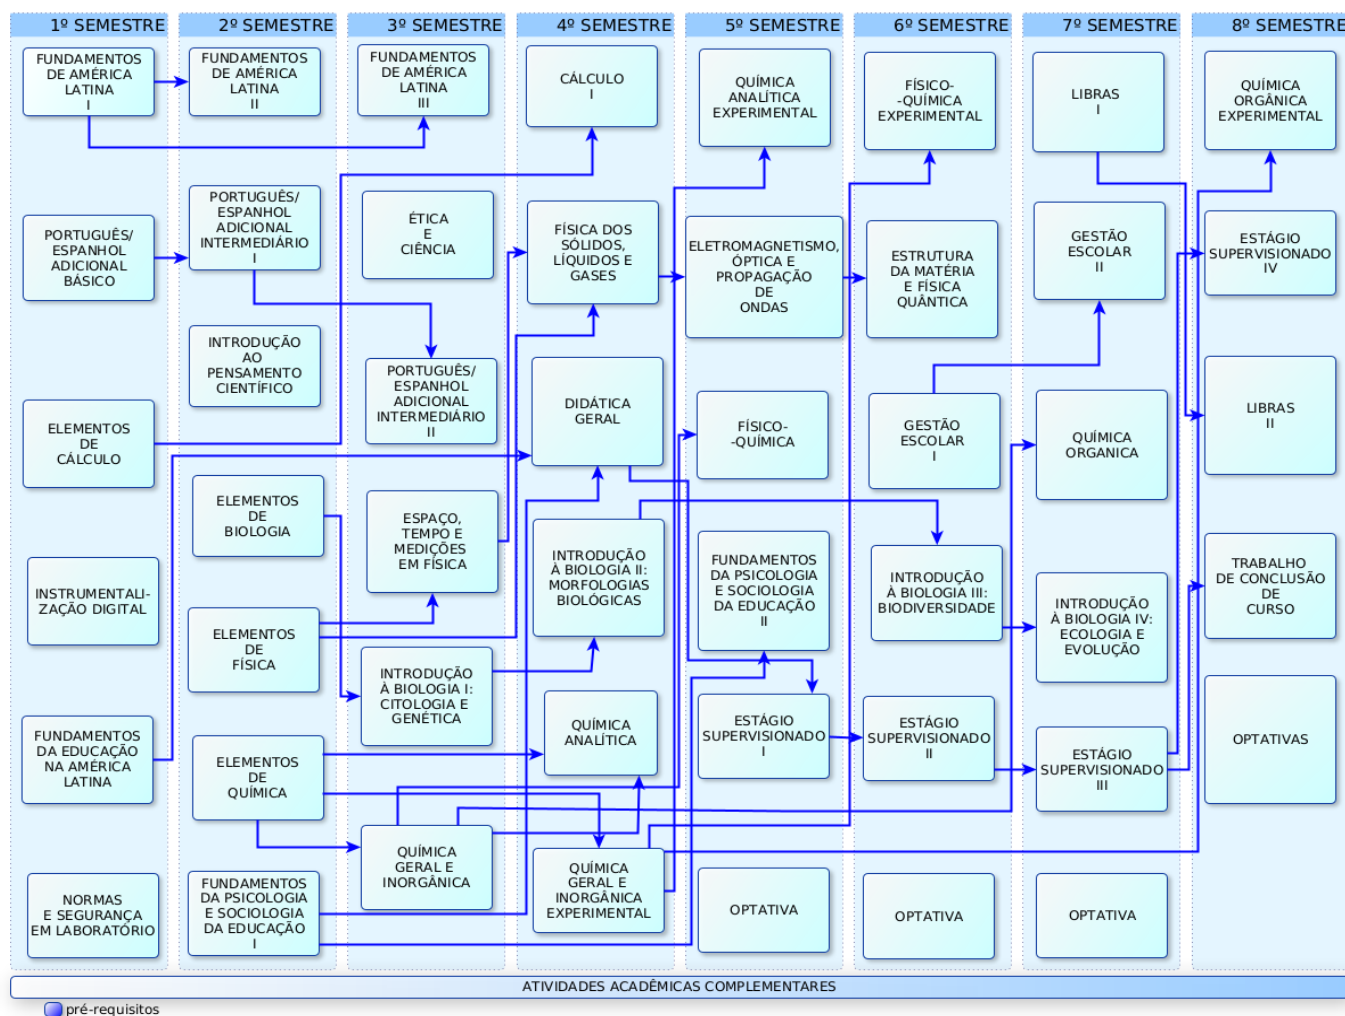 1º SEMESTRE
FUNDAMENTOS
DE AMÉRICA
LATINA
I
PORTUGUÊS/
ESPANHOL
ADICIONAL
BÁSICO
ELEMENTOS
DE
CÁLCULO
INSTRUMENTALI-
ZAÇÃO DIGITAL
FUNDAMENTOS
DA EDUCAÇÃO
NA AMÉRICA
LATINA
NORMAS
E SEGURANÇA
EM LABORATÓRIO
2º SEMESTRE
FUNDAMENTOS
DE AMÉRICA
LATINA
II
PORTUGUÊS/
ESPANHOL
ADICIONAL
INTERMEDIÁRIO
I
INTRODUÇÃO
AO
PENSAMENTO
CIENTÍFICO
ELEMENTOS
DE
BIOLOGIA
ELEMENTOS
DE
FÍSICA
ELEMENTOS
DE
QUÍMICA
FUNDAMENTOS
DA PSICOLOGIA
E SOCIOLOGIA
DA EDUCAÇÃO
I
3º SEMESTRE
FUNDAMENTOS
DE AMÉRICA
LATINA
III
ÉTICA
E
CIÊNCIA
PORTUGUÊS/
ESPANHOL
ADICIONAL
INTERMEDIÁRIO
II
ESPAÇO,
TEMPO E
MEDIÇÕES
EM FÍSICA
INTRODUÇÃO
À BIOLOGIA I:
CITOLOGIA E
GENÉTICA
QUÍMICA
GERAL E
INORGÂNICA
4º SEMESTRE
CÁLCULO
I
FÍSICA DOS
SÓLIDOS,
LÍQUIDOS E
GASES
DIDÁTICA
GERAL
INTRODUÇÃO
À BIOLOGIA II:
MORFOLOGIAS
BIOLÓGICAS
QUÍMICA
ANALÍTICA
QUÍMICA
GERAL E
INORGÂNICA
EXPERIMENTAL
5º SEMESTRE
QUÍMICA
ANALÍTICA
EXPERIMENTAL
ELETROMAGNETISMO,
ÓPTICA E
PROPAGAÇÃO
DE
ONDAS
FÍSICO-
-QUÍMICA
FUNDAMENTOS
DA PSICOLOGIA
E SOCIOLOGIA
DA EDUCAÇÃO
II
ESTÁGIO
SUPERVISIONADO
I
OPTATIVA
6º SEMESTRE
FÍSICO-
-QUÍMICA
EXPERIMENTAL
ESTRUTURA
DA MATÉRIA
E FÍSICA
QUÂNTICA
GESTÃO
ESCOLAR
I
INTRODUÇÃO
À BIOLOGIA III:
BIODIVERSIDADE
ESTÁGIO
SUPERVISIONADO
II
OPTATIVA
7º SEMESTRE
LIBRAS
I
GESTÃO
ESCOLAR
II
QUÍMICA
ORGANICA
INTRODUÇÃO
À BIOLOGIA IV:
ECOLOGIA E
EVOLUÇÃO
ESTÁGIO
SUPERVISIONADO
III
OPTATIVA
8º SEMESTRE
QUÍMICA
ORGÂNICA
EXPERIMENTAL
ESTÁGIO
SUPERVISIONADO
IV
LIBRAS
II
TRABALHO
DE CONCLUSÃO
DE
CURSO
OPTATIVAS
ATIVIDADES ACADÊMICAS COMPLEMENTARES
pré-requisitos